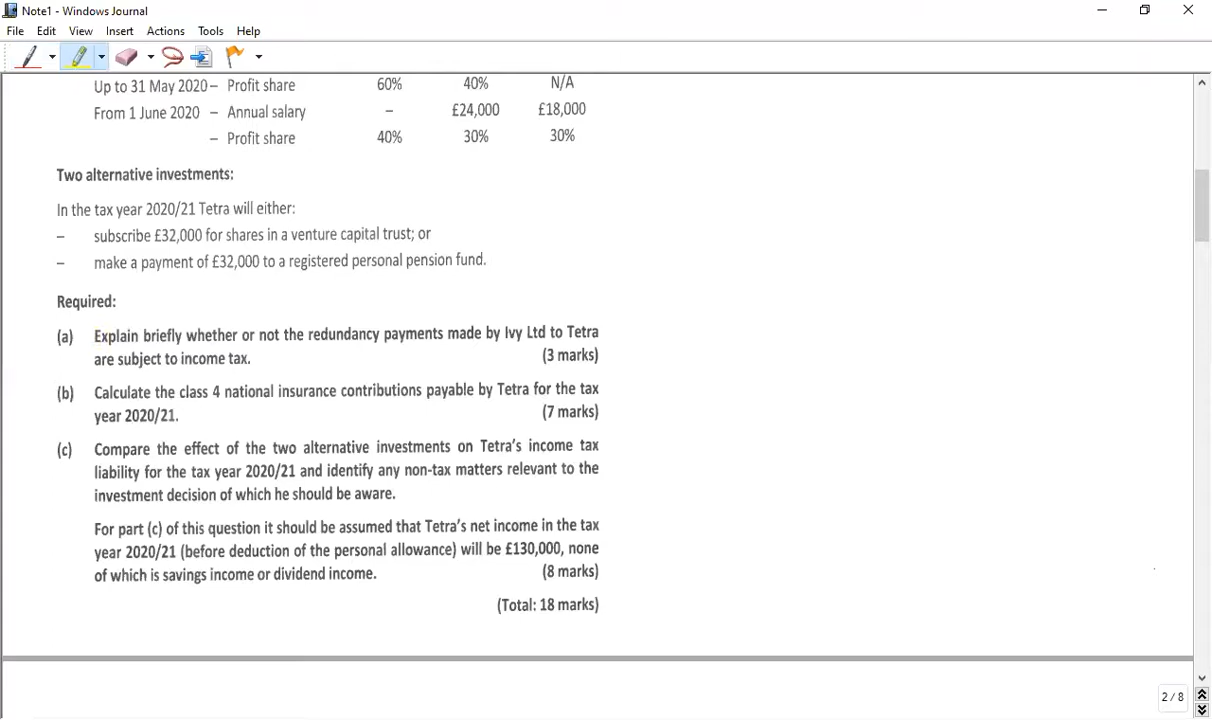 Note1 - Windows Journal
File Edit View Insert Actions Tools Help
Up to 31 May 2020 – Profit share 60% 40% N/A
From 1 June 2020 – Annual salary – £24,000 £18,000
– Profit share 40% 30% 30%
Two alternative investments:
In the tax year 2020/21 Tetra will either:
– subscribe £32,000 for shares in a venture capital trust; or
– make a payment of £32,000 to a registered personal pension fund.
Required:
(a) Explain briefly whether or not the redundancy payments made by Ivy Ltd to Tetra
are subject to income tax. (3 marks)
(b) Calculate the class 4 national insurance contributions payable by Tetra for the tax
year 2020/21. (7 marks)
(c) Compare the effect of the two alternative investments on Tetra's income tax
liability for the tax year 2020/21 and identify any non-tax matters relevant to the
investment decision of which he should be aware.
For part (c) of this question it should be assumed that Tetra's net income in the tax
year 2020/21 (before deduction of the personal allowance) will be £130,000, none
of which is savings income or dividend income. (8 marks)
(Total: 18 marks)
2 / 8